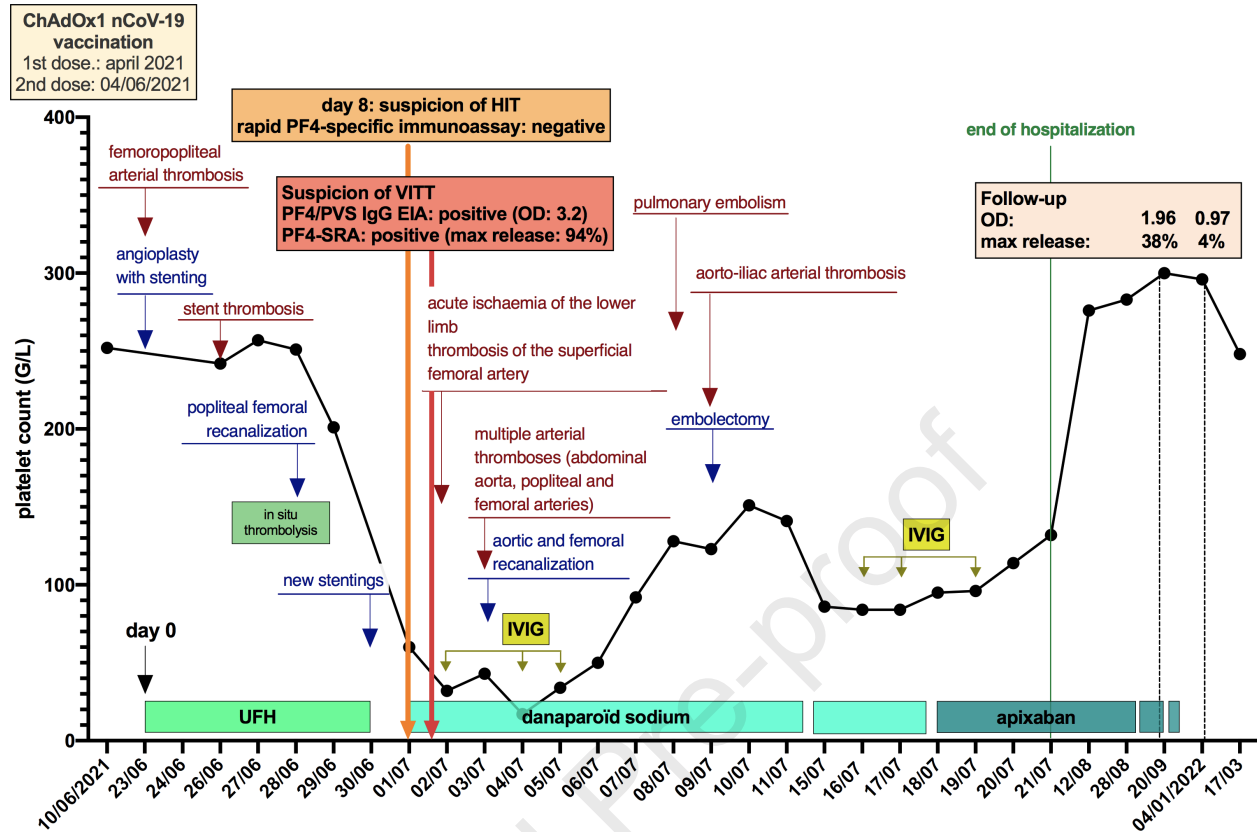 ChAdOx1 nCoV-19
vaccination
1st dose.: april 2021
2nd dose: 04/06/2021
day 8: suspicion of HIT
rapid PF4-specific immunoassay: negative
end of hospitalization
femoropopliteal
arterial thrombosis
Suspicion of VITT
PF4/PVS IgG EIA: positive (OD: 3.2)
PF4-SRA: positive (max release: 94%)
pulmonary embolism
Follow-up
OD: 1.96 0.97
max release: 38% 4%
angioplasty
with stenting
aorto-iliac arterial thrombosis
stent thrombosis
acute ischaemia of the lower
limb
thrombosis of the superficial
femoral artery
popliteal femoral
recanalization
embolectomy
multiple arterial
thromboses (abdominal
aorta, popliteal and
femoral arteries)
in situ
thrombolysis
aortic and femoral
recanalization
IVIG
new stentings
IVIG
day 0
UFH
danaparoïd sodium
apixaban
platelet count (G/L)
400
300
200
100
0
10/06/2021
23/06
24/06
26/06
27/06
28/06
29/06
30/06
01/07
02/07
03/07
04/07
05/07
06/07
07/07
08/07
09/07
10/07
11/07
15/07
16/07
17/07
18/07
19/07
20/07
21/07
12/08
28/08
20/09
04/01/2022
17/03
Pre-proof